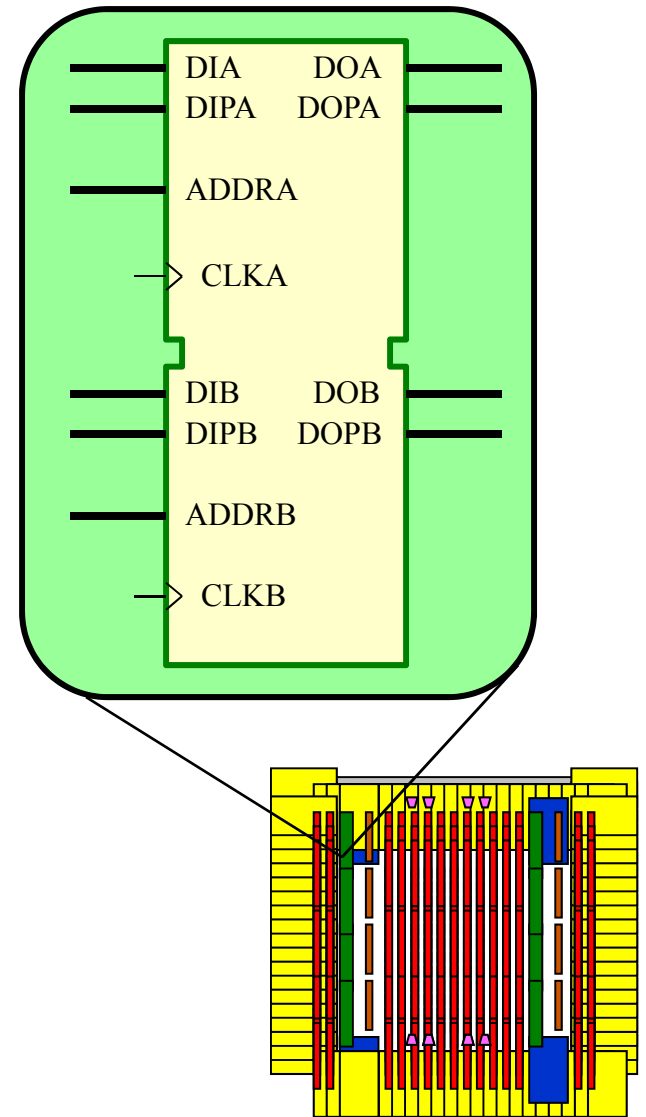 DIA DOA
DIPA DOPA
ADDRA
CLKA
DIB DOB
DIPB DOPB
ADDRB
CLKB